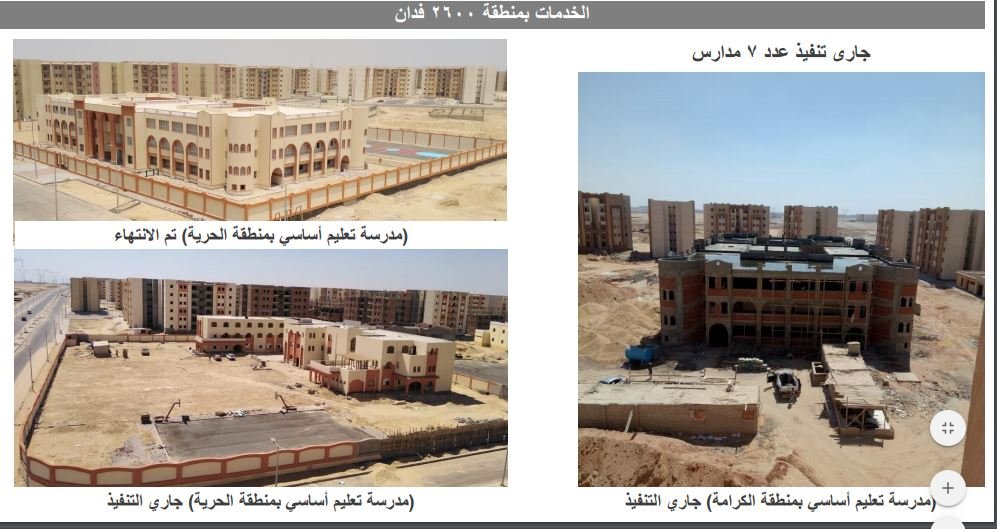 الخدمات بمنطقة ٢٦٠٠ فدان
جارى تنفيذ عدد ٧ مدارس
(مدرسة تعليم أساسي بمنطقة الحرية) تم الانتهاء
(مدرسة تعليم أساسي بمنطقة الحرية) جاري التنفيذ
(مدرسة تعليم أساسي بمنطقة الكرامة) جاري التنفيذ